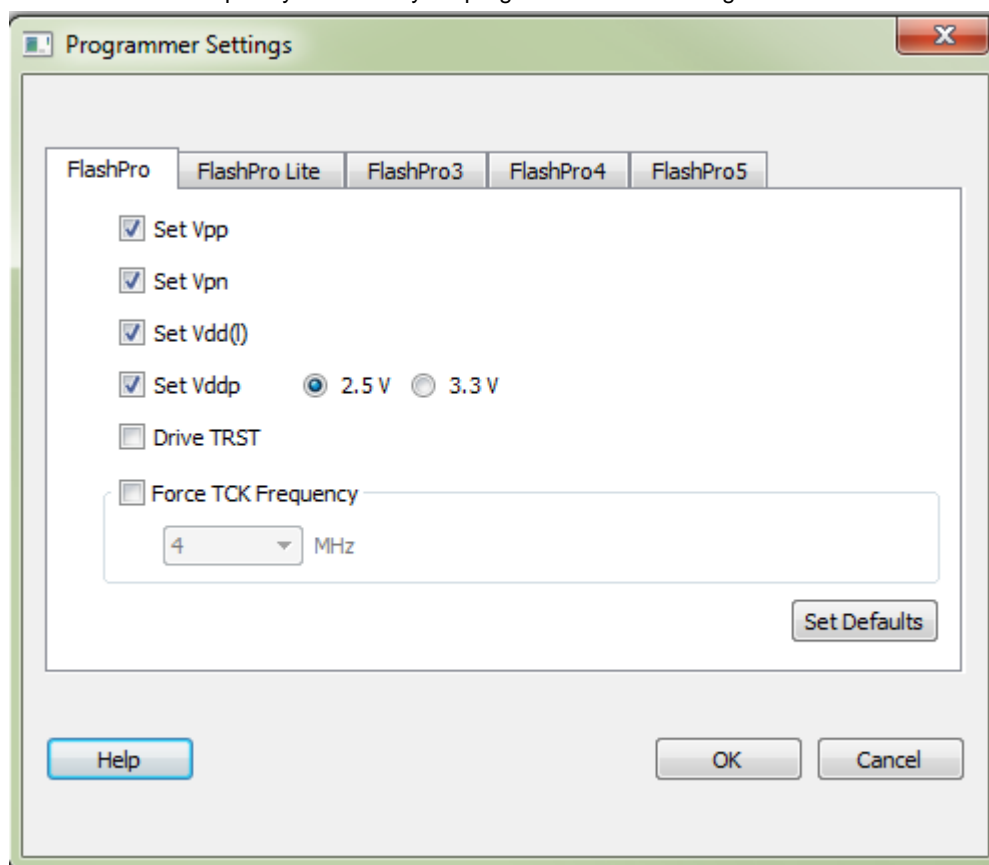 Programmer Settings
FlashPro FlashPro Lite FlashPro3 FlashPro4 FlashPro5
Set Vpp
Set Vpn
Set Vdd(l)
Set Vddp 2.5 V 3.3 V
Drive TRST
Force TCK Frequency
4 MHz
Set Defaults
Help OK Cancel